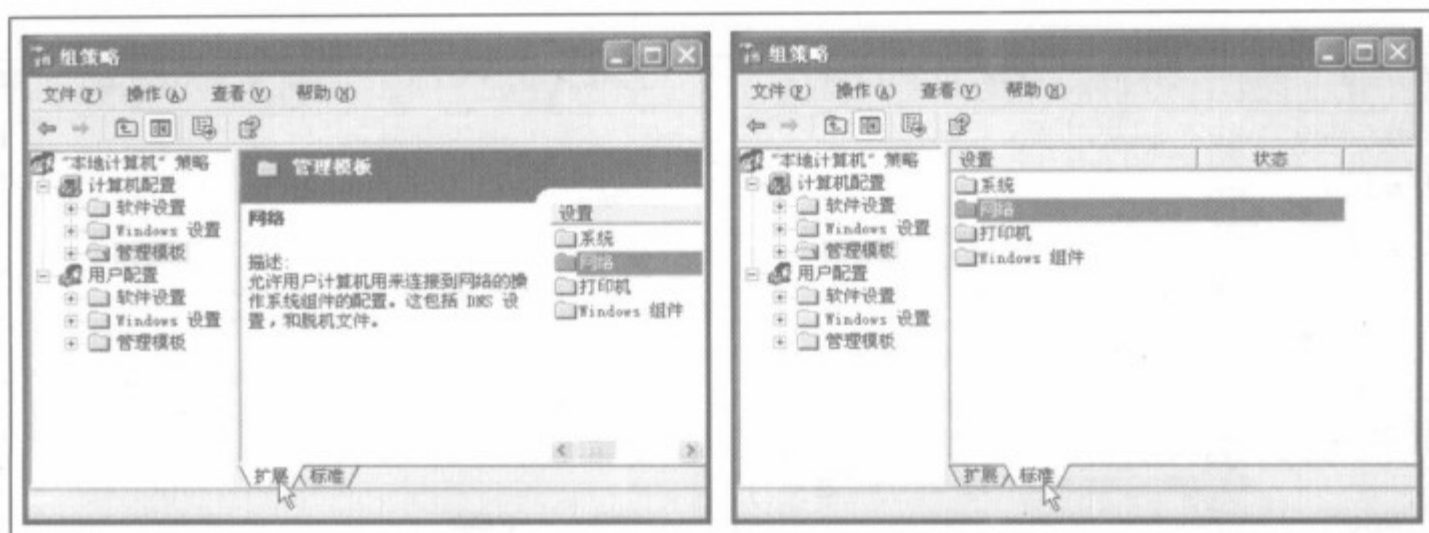 组策略
文件(F) 操作(A) 查看(V) 帮助(H)
"本地计算机" 策略
计算机配置
软件设置
Windows 设置
管理模板
用户配置
软件设置
Windows 设置
管理模板
管理模板
网络
描述:
允许用户计算机用来连接到网络的操
作系统组件的配置。这包括 DNS 设
置，和脱机文件。
设置
系统
网络
打印机
Windows 组件
扩展 标准
组策略
文件(F) 操作(A) 查看(V) 帮助(H)
"本地计算机" 策略
计算机配置
软件设置
Windows 设置
管理模板
用户配置
软件设置
Windows 设置
管理模板
设置 状态
系统
网络
打印机
Windows 组件
扩展 标准